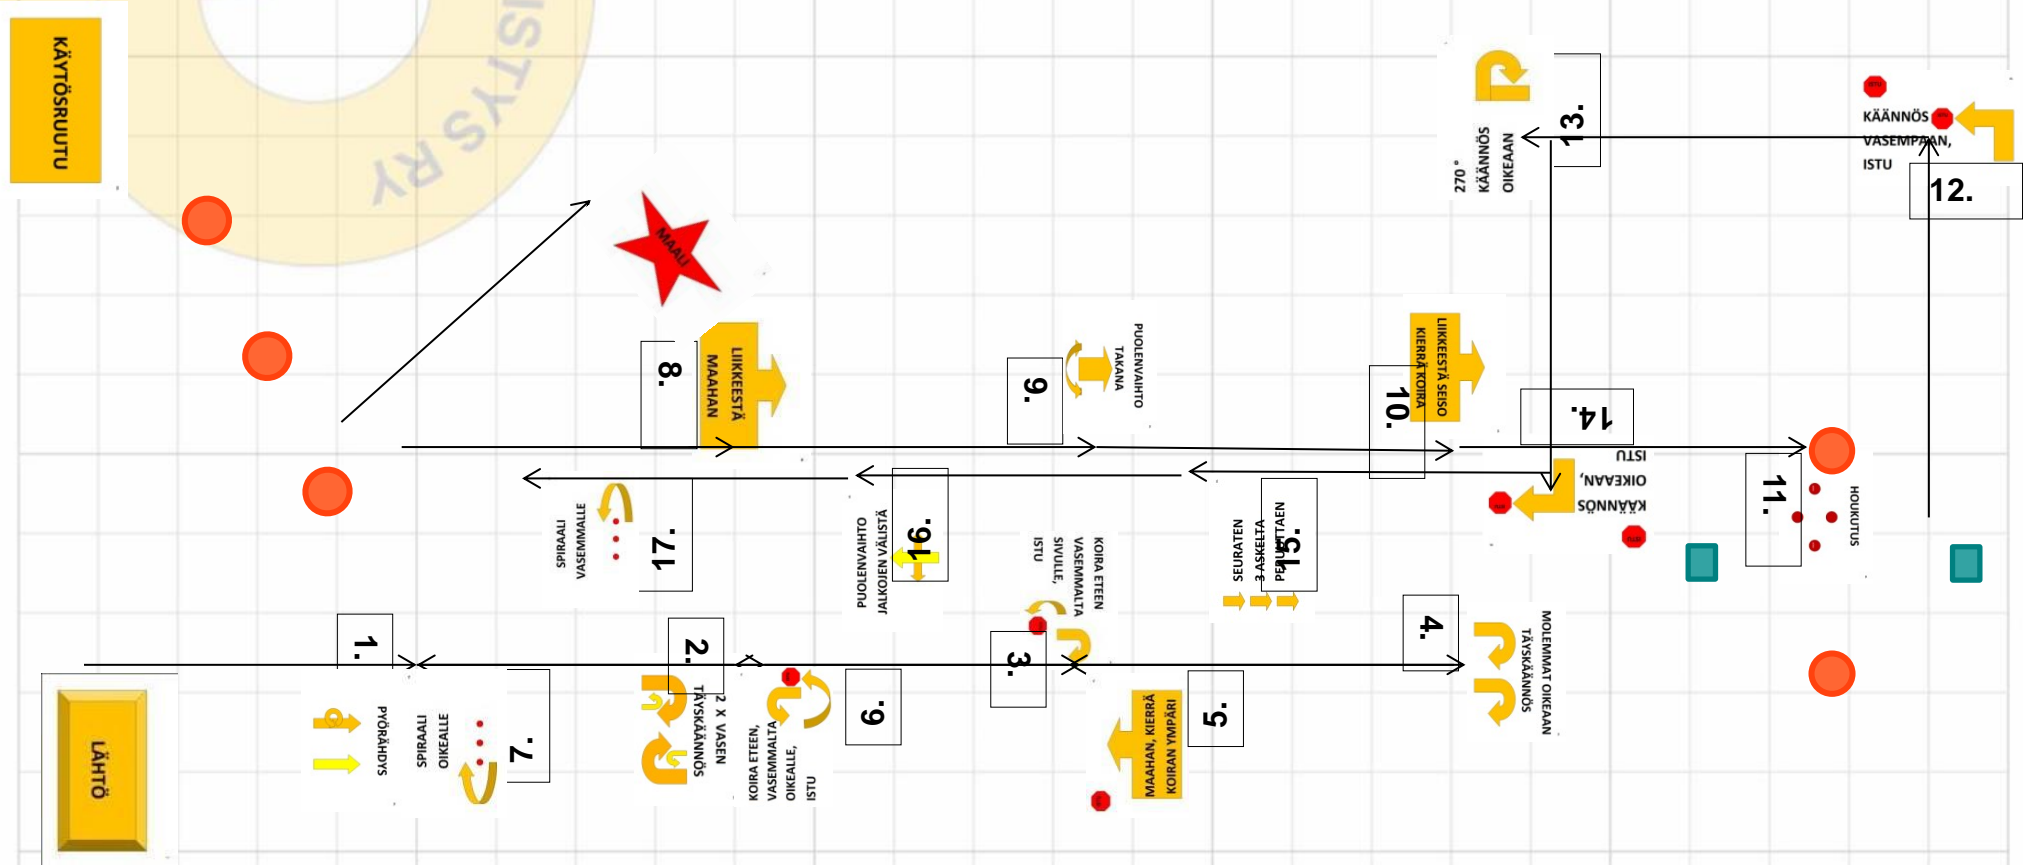 KÄYTÖSRUUTU
ISTYS RY
MAALI
270°
KÄÄNNÖS
OIKEAAN
13.
KÄÄNNÖS
VASEMPAAN,
ISTU
12.
8.
LIIKKEESTÄ
MAAHAN
9.
PUOLENVAIHTO
TAKANA
10.
LIIKKEESTÄ SEISO
KIERRÄ KOIRA
14.
KÄÄNNÖS
OIKEAAN,
ISTU
11.
HOUKUTUS
SPIRAALI
VASEMMALLE
17.
PUOLENVAIHTO
JALKOJEN VÄLISTÄ
16.
KOIRA ETEEN
VASEMMALTA
SIVULLE,
ISTU
SEURATEN
3 ASKELTA
PERUUTTAEN
15.
1.
2.
3.
4.
MOLEMMAT OIKEAAN
TÄYSKÄÄNNÖS
LÄHTÖ
PYÖRÄHDYS
SPIRAALI
OIKEALLE
7.
2 X VASEN
TÄYSKÄÄNNÖS
KOIRA ETEEN,
VASEMMALTA
OIKEALLE,
ISTU
6.
MAAHAN, KIERRÄ
KOIRAN YMPÄRI
5.